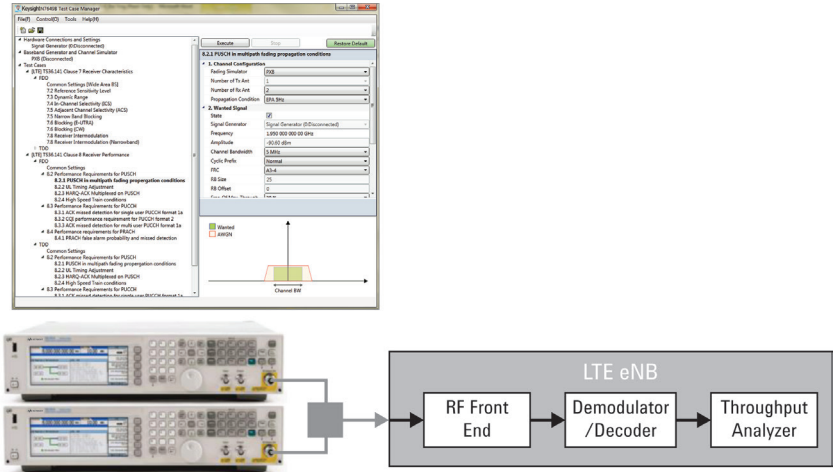 Keysight N7649B Test Case Manager
File(F) Control(O) Tools Help(H)
Hardware Connections and Settings
Signal Generator (0:Disconnected)
Baseband Generator and Channel Simulator
PXB (Disconnected)
Test Cases
[LTE] TS36.141 Clause 7 Receiver Characteristics
FDD
Common Settings [Wide Area BS]
7.2 Reference Sensitivity Level
7.3 Dynamic Range
7.4 In-Channel Selectivity (ICS)
7.5 Adjacent Channel Selectivity (ACS)
7.5 Narrow Band Blocking
7.6 Blocking (E-UTRA)
7.6 Blocking (CW)
7.8 Receiver Intermodulation
7.8 Receiver Intermodulation (Narrowband)
TDD
[LTE] TS36.141 Clause 8 Receiver Performance
FDD
Common Settings
8.2 Performance Requirements for PUSCH
8.2.1 PUSCH in multipath fading propergation conditions
8.2.2 UL Timing Adjustment
8.2.3 HARQ-ACK Multiplexed on PUSCH
8.2.4 High Speed Train conditions
8.3 Performance Requirements for PUCCH
8.3.1 ACK missed detection for single user PUCCH format 1a
8.3.2 CQI performance requirement for PUCCH format 2
8.3.3 ACK missed detection for multi user PUCCH format 1a
8.4 Performance requirements for PRACH
8.4.1 PRACH false alarm probability and missed detection
TDD
Common Settings
8.2 Performance Requirements for PUSCH
8.2.1 PUSCH in multipath fading propergation conditions
8.2.2 UL Timing Adjustment
8.2.3 HARQ-ACK Multiplexed on PUSCH
8.2.4 High Speed Train conditions
8.3 Performance Requirements for PUCCH
8.3.1 ACK missed detection for single user PUCCH format 1a
Execute Stop Restore Default
8.2.1 PUSCH in multipath fading propergation conditions
1. Channel Configuration
Fading Simulator PXB
Number of Tx Ant 1
Number of Rx Ant 2
Propagation Condition EPA 5Hz
2. Wanted Signal
State
Signal Generator Signal Generator (0:Disconnected)
Frequency 1.950 000 000 00 GHz
Amplitude -90.60 dBm
Channel Bandwidth 5 MHz
Cyclic Prefix Normal
FRC A3-4
RB Size 25
RB Offset 0
Wanted
AWGN
Channel BW
LTE eNB
RF Front
End
Demodulator
/Decoder
Throughput
Analyzer